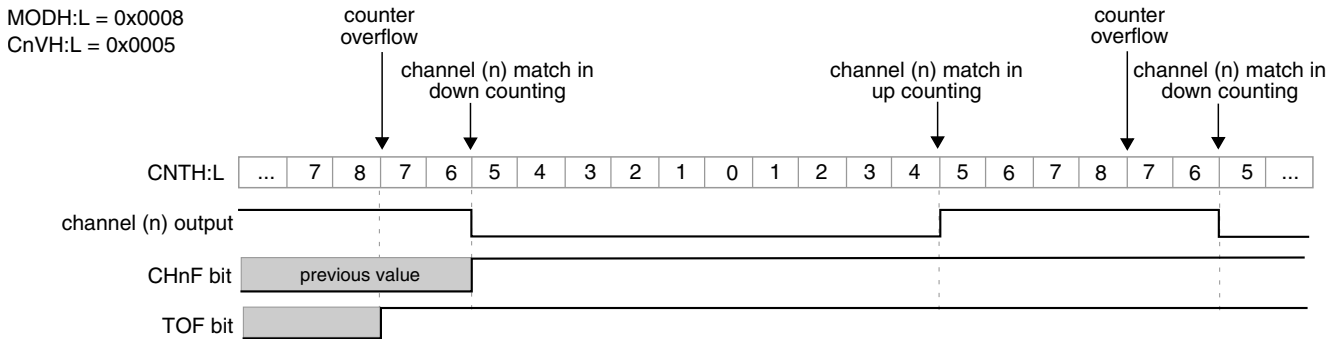 MODH:L = 0x0008
CnVH:L = 0x0005
counter
overflow
channel (n) match in
down counting
channel (n) match in
up counting
counter
overflow
channel (n) match in
down counting
CNTH:L ... 7 8 7 6 5 4 3 2 1 0 1 2 3 4 5 6 7 8 7 6 5 ...
channel (n) output
CHnF bit previous value
TOF bit